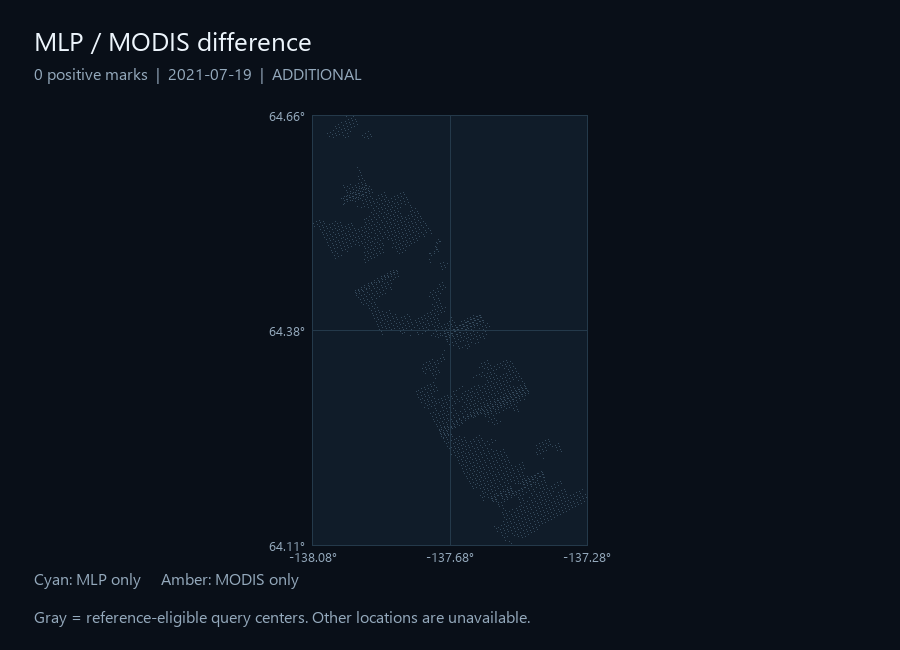 MLP / MODIS difference
0 positive marks | 2021-07-19 | ADDITIONAL
64.66°
64.38°
64.11°
-138.08° -137.68° -137.28°
Cyan: MLP only Amber: MODIS only
Gray = reference-eligible query centers. Other locations are unavailable.